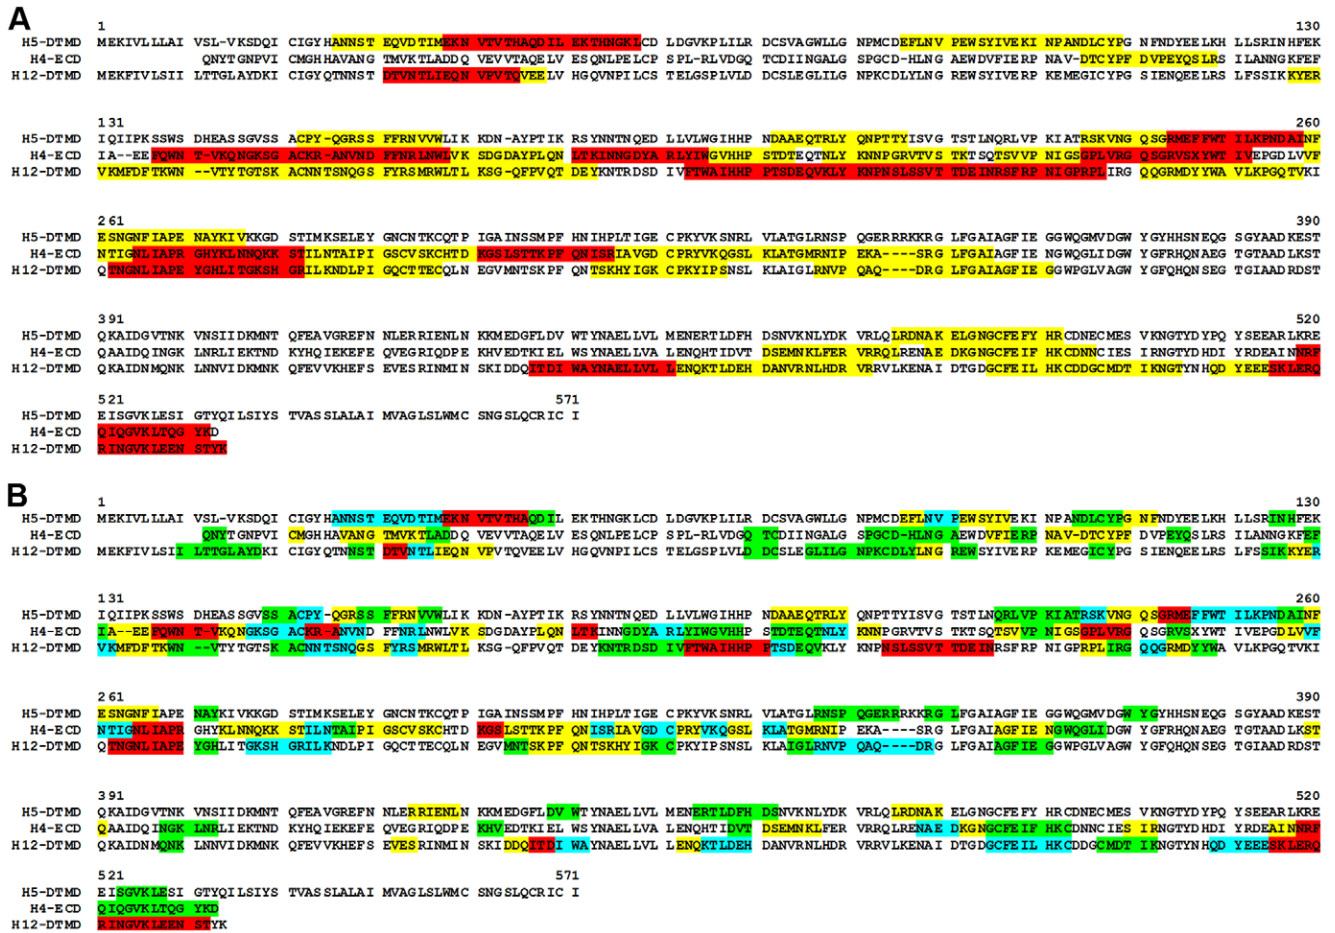 A
1 130
H5-DTMD MEKIVLLLAI VSL-VKSDQI CIGYHANNST EQVDTIMEKN VTVTHAQDIL EKTHNGKLCD LDGVKPLILR DCSVAGWLLG NPMCDEFLNV PEWSYIVEKI NPANDLCYPG NFNDYEELKH LLSRINHFEK
H4-ECD QNYTGNPVI CMGHHAVANG TMVKTLADDQ VEVVTAQELV ESQNLPELCP SPL-RLVDGQ TCDIINGALG SPGCD-HLNG AEWDVFIERP NAV-DTCYPF DVPEYQSLRS ILANNGKFEF
H12-DTMD MEKFIVLSII LTTGLAYDKI CIGYQTNNST DTVNTLIEQN VPVTQVEELV HGQVNPILCS TELGSPLVLD DCSLEGLILG NPKCDLYLNG REWSYIVERP KEMEGICYPG SIENQEELRS LFSSIKKYER
131 260
H5-DTMD IQIIPKSSWS DHEASSGVSS ACPY-QGRSS FFRNVVWLIK KDN-AYPTIK RSYNNTNQED LLVLWGIHHP NDAAEQTRLY QNPTTYISVG TSTLNQRLVP KIATRSKVNG QSGRMEFFWT ILKPNDAINF
H4-ECD IA--EEFQWN T-VKQNGKSG ACKR-ANVND FFNRLNWLVK SDGDAYPLQN LTKINNGDYA RLYIWGVHHP STDTEQTNLY KNNPGRVTVS TKTSQTSVVP NIGSGPLVRG QSGRVSXYWT IVEPGDLVVF
H12-DTMD VKMFDFTKWN --VTYTGTSK ACNNTSNQGS FYRSMRWLTL KSG-QFPVQT DEYKNTRDSD IVFTWAIHHP PTSDEQVKLY KNPNSLSSVT TDEINRSFRP NIGPRPLIRG QQGRMDYYWA VLKPGQTVKI
261 390
H5-DTMD ESNGNFIAPE NAYKIVKKGD STIMKSELEY GNCNTKCQTP IGAINSSMPF HNIHPLTIGE CPKYVKSNRL VLATGLRNSP QGERRRKKRG LFGAIAGFIE GGWQGMVDGW YGYHHSNEQG SGYAADKEST
H4-ECD NTIGNLIAPR GHYKLNNQKK STILNTAIPI GSCVSKCHTD KGSLSTTKPF QNISRIAVGD CPRYVKQGSL KLATGMRNIP EKA----SRG LFGAIAGFIE NGWQGLIDGW YGFRHQNAEG TGTAADLKST
H12-DTMD QTNGNLIAPE YGHLITGKSH GRILKNDLPI GQCTTECQLN EGVMNTSKPF QNTSKHYIGK CPKYIPSNSL KLAIGLRNVP QAQ----DRG LFGAIAGFIE GGWPGLVAGW YGFQHQNSEG TGIAADRDST
391 520
H5-DTMD QKAIDGVTNK VNSIIDKMNT QFEAVGREFN NLERRIENLN KKMEDGFLDV WTYNAELLVL MENERTLDFH DSNVKNLYDK VRLQLRDNAK ELGNGCFEFY HRCDNECMES VKNGTYDYPQ YSEEARLKRE
H4-ECD QAAIDQINGK LNRLIEKTND KYHQIEKEFE QVEGRIQDPE KHVEDTKIEL WSYNAELLVA LENQHTIDVT DSEMNKLFER VRRQLRENAE DKGNGCFEIF HKCDNNCIES IRNGTYDHDI YRDEAINNRF
H12-DTMD QKAIDNMQNK LNNVIDKMNK QFEVVKHEFS EVESRINMIN SKIDDQITDI WAYNAELLVL LENQKTLDEH DANVRNLHDR VRRVLKENAI DTGDGCFEIL HKCDDGCMDT IKNGTYNHQD YEEESKLERQ
521 571
H5-DTMD EISGVKLESI GTYQILSIYS TVASSLALAI MVAGLSLWMC SNGSLQCRIC I
H4-ECD QIQGVKLTQG YKD
H12-DTMD RINGVKLEEN STYK
B
1 130
H5-DTMD MEKIVLLLAI VSL-VKSDQI CIGYHANNST EQVDTIMEKN VTVTHAQDIL EKTHNGKLCD LDGVKPLILR DCSVAGWLLG NPMCDEFLNV PEWSYIVEKI NPANDLCYPG NFNDYEELKH LLSRINHFEK
H4-ECD QNYTGNPVI CMGHHAVANG TMVKTLADDQ VEVVTAQELV ESQNLPELCP SPL-RLVDGQ TCDIINGALG SPGCD-HLNG AEWDVFIERP NAV-DTCYPF DVPEYQSLRS ILANNGKFEF
H12-DTMD MEKFIVLSII LTTGLAYDKI CIGYQTNNST DTVNTLIEQN VPVTQVEELV HGQVNPILCS TELGSPLVLD DCSLEGLILG NPKCDLYLNG REWSYIVERP KEMEGICYPG SIENQEELRS LFSSIKKYER
131 260
H5-DTMD IQIIPKSSWS DHEASSGVSS ACPY-QGRSS FFRNVVWLIK KDN-AYPTIK RSYNNTNQED LLVLWGIHHP NDAAEQTRLY QNPTTYISVG TSTLNQRLVP KIATRSKVNG QSGRMEFFWT ILKPNDAINF
H4-ECD IA--EEFQWN T-VKQNGKSG ACKR-ANVND FFNRLNWLVK SDGDAYPLQN LTKINNGDYA RLYIWGVHHP STDTEQTNLY KNNPGRVTVS TKTSQTSVVP NIGSGPLVRG QSGRVSXYWT IVEPGDLVVF
H12-DTMD VKMFDFTKWN --VTYTGTSK ACNNTSNQGS FYRSMRWLTL KSG-QFPVQT DEYKNTRDSD IVFTWAIHHP PTSDEQVKLY KNPNSLSSVT TDEINRSFRP NIGPRPLIRG QQGRMDYYWA VLKPGQTVKI
261 390
H5-DTMD ESNGNFIAPE NAYKIVKKGD STIMKSELEY GNCNTKCQTP IGAINSSMPF HNIHPLTIGE CPKYVKSNRL VLATGLRNSP QGERRRKKRG LFGAIAGFIE GGWQGMVDGW YGYHHSNEQG SGYAADKEST
H4-ECD NTIGNLIAPR GHYKLNNQKK STILNTAIPI GSCVSKCHTD KGSLSTTKPF QNISRIAVGD CPRYVKQGSL KLATGMRNIP EKA----SRG LFGAIAGFIE NGWQGLIDGW YGFRHQNAEG TGTAADLKST
H12-DTMD QTNGNLIAPE YGHLITGKSH GRILKNDLPI GQCTTECQLN EGVMNTSKPF QNTSKHYIGK CPKYIPSNSL KLAIGLRNVP QAQ----DRG LFGAIAGFIE GGWPGLVAGW YGFQHQNSEG TGIAADRDST
391 520
H5-DTMD QKAIDGVTNK VNSIIDKMNT QFEAVGREFN NLERRIENLN KKMEDGFLDV WTYNAELLVL MENERTLDFH DSNVKNLYDK VRLQLRDNAK ELGNGCFEFY HRCDNECMES VKNGTYDYPQ YSEEARLKRE
H4-ECD QAAIDQINGK LNRLIEKTND KYHQIEKEFE QVEGRIQDPE KHVEDTKIEL WSYNAELLVA LENQHTIDVT DSEMNKLFER VRRQLRENAE DKGNGCFEIF HKCDNNCIES IRNGTYDHDI YRDEAINNRF
H12-DTMD QKAIDNMQNK LNNVIDKMNK QFEVVKHEFS EVESRINMIN SKIDDQITDI WAYNAELLVL LENQKTLDEH DANVRNLHDR VRRVLKENAI DTGDGCFEIL HKCDDGCMDT IKNGTYNHQD YEEESKLERQ
521 571
H5-DTMD EISGVKLESI GTYQILSIYS TVASSLALAI MVAGLSLWMC SNGSLQCRIC I
H4-ECD QIQGVKLTQG YKD
H12-DTMD RINGVKLEEN STYK